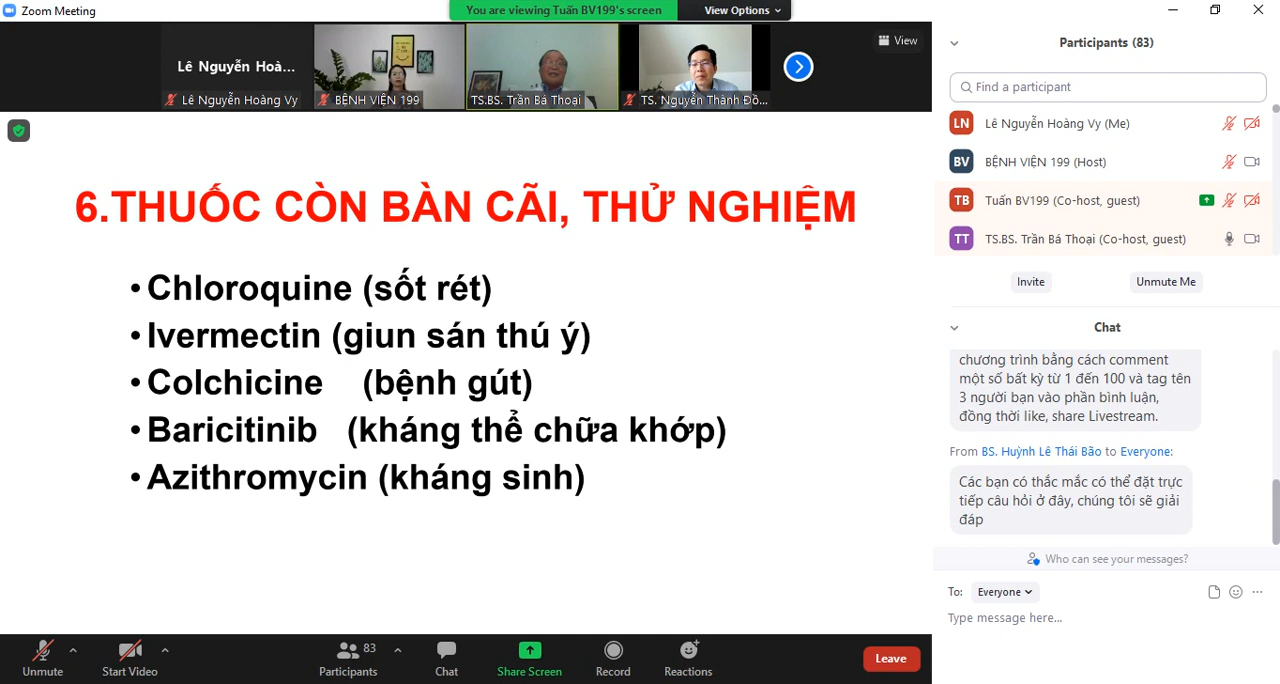 Zoom Meeting
You are viewing Tuấn BV199's screen
View Options
View
Lê Nguyễn Hoà...
Lê Nguyễn Hoàng Vy
BỆNH VIỆN 199
TS.BS. Trần Bá Thoại
TS. Nguyễn Thành Đồ...
6.THUỐC CÒN BÀN CÃI, THỬ NGHIỆM
•Chloroquine (sốt rét)
•Ivermectin (giun sán thú ý)
•Colchicine (bệnh gút)
•Baricitinib (kháng thể chữa khớp)
•Azithromycin (kháng sinh)
Unmute
Start Video
83
Participants
Chat
Share Screen
Record
Reactions
Leave
Participants (83)
Find a participant
LN Lê Nguyễn Hoàng Vy (Me)
BV BỆNH VIỆN 199 (Host)
TB Tuấn BV199 (Co-host, guest)
TT TS.BS. Trần Bá Thoại (Co-host, guest)
Invite
Unmute Me
Chat
chương trình bằng cách comment
một số bất kỳ từ 1 đến 100 và tag tên
3 người bạn vào phần bình luận,
đồng thời like, share Livestream.
From BS. Huỳnh Lê Thái Bão to Everyone:
Các bạn có thắc mắc có thể đặt trực
tiếp câu hỏi ở đây, chúng tôi sẽ giải
đáp
Who can see your messages?
To: Everyone
Type message here...